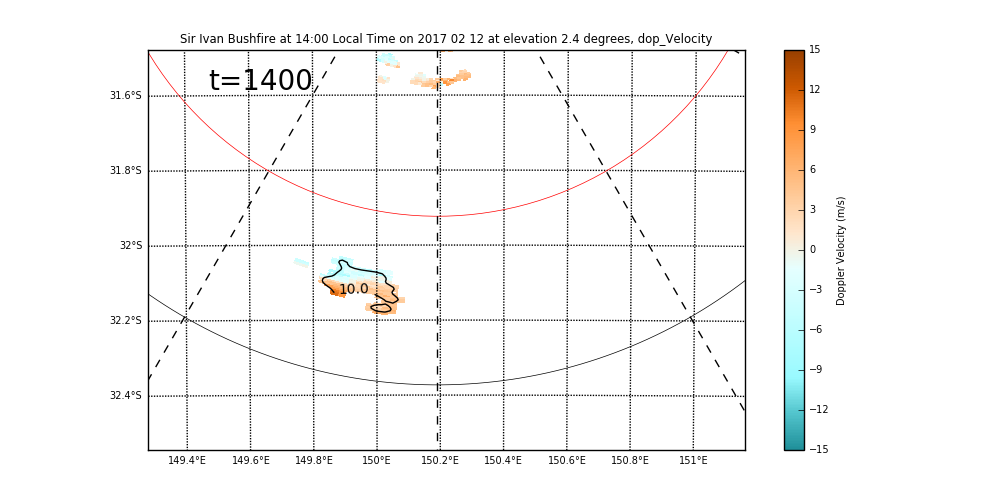 Sir Ivan Bushfire at 14:00 Local Time on 2017 02 12 at elevation 2.4 degrees, dop_Velocity
t=1400
31.6°S
31.8°S
32°S
32.2°S
32.4°S
10.0
149.4°E 149.6°E 149.8°E 150°E 150.2°E 150.4°E 150.6°E 150.8°E 151°E
15
12
9
6
3
0
−3
−6
−9
−12
−15
Doppler Velocity (m/s)